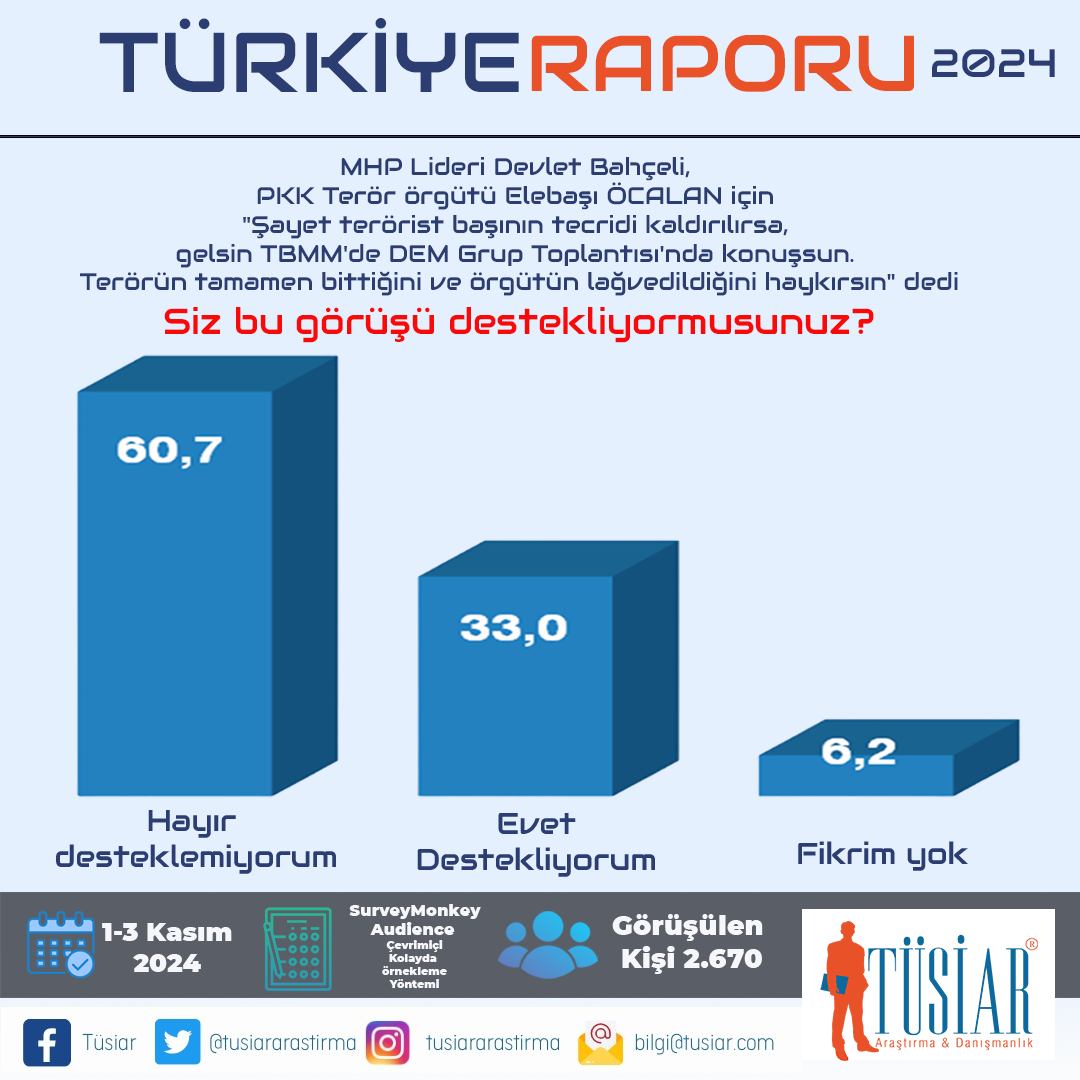 TÜRKİYERAPORU 2024
MHP Lideri Devlet Bahçeli,
PKK Terör örgütü Elebaşı ÖCALAN için
"Şayet terörist başının tecridi kaldırılırsa,
gelsin TBMM'de DEM Grup Toplantısı'nda konuşsun.
Terörün tamamen bittiğini ve örgütün lağvedildiğini haykırsın" dedi
Siz bu görüşü destekliyormusunuz?
60,7
33,0
6,2
Hayır
desteklemiyorum
Evet
Destekliyorum
Fikrim yok
1-3 Kasım
2024
SurveyMonkey
Audience
Çevrimiçi
Kolayda
örnekleme
Yöntemi
Görüşülen
Kişi 2.670
TÜSİAR®
Araştırma & Danışmanlık
Tüsiar
@tusiararastirma
tusiararastirma
bilgi@tusiar.com